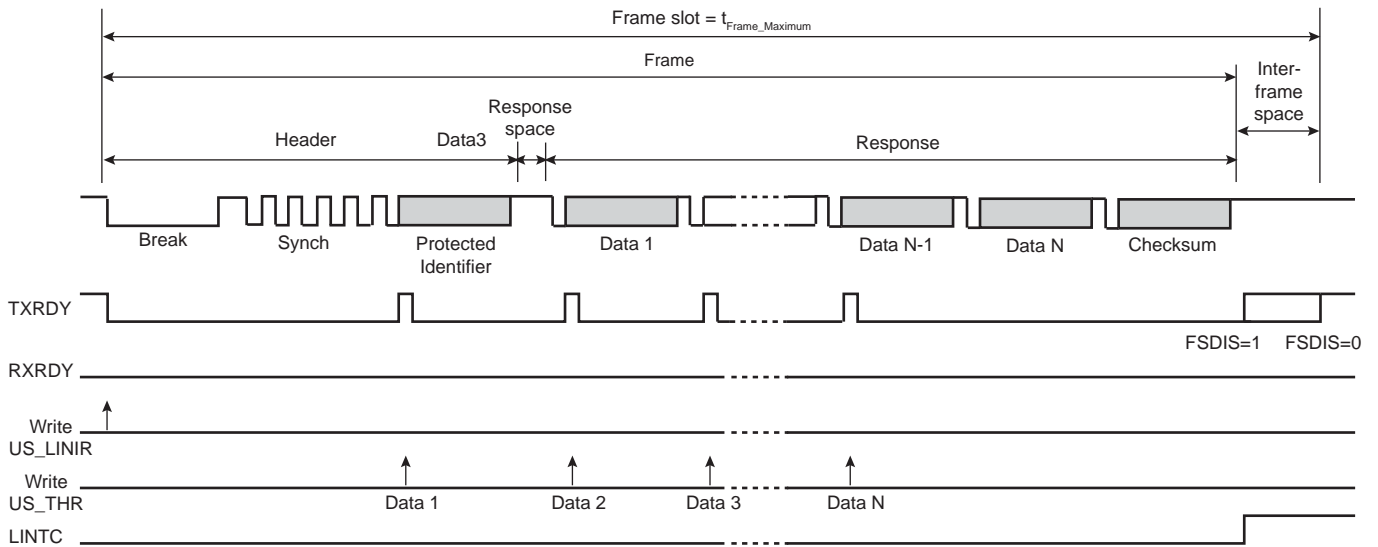 Frame slot = tFrame_Maximum
Frame
Inter-
frame
space
Response
space
Header
Data3
Response
Break
Synch
Protected
Identifier
Data 1
Data N-1
Data N
Checksum
TXRDY
FSDIS=1
FSDIS=0
RXRDY
Write
US_LINIR
Write
US_THR
Data 1
Data 2
Data 3
Data N
LINTC